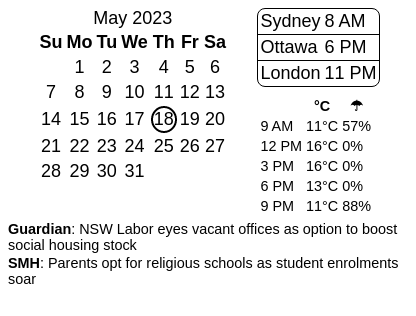 May 2023
Su Mo Tu We Th Fr Sa
1 2 3 4 5 6
7 8 9 10 11 12 13
14 15 16 17 18 19 20
21 22 23 24 25 26 27
28 29 30 31
Sydney 8 AM
Ottawa 6 PM
London 11 PM
°C ☂
9 AM 11°C 57%
12 PM 16°C 0%
3 PM 16°C 0%
6 PM 13°C 0%
9 PM 11°C 88%
Guardian: NSW Labor eyes vacant offices as option to boost
social housing stock
SMH: Parents opt for religious schools as student enrolments
soar